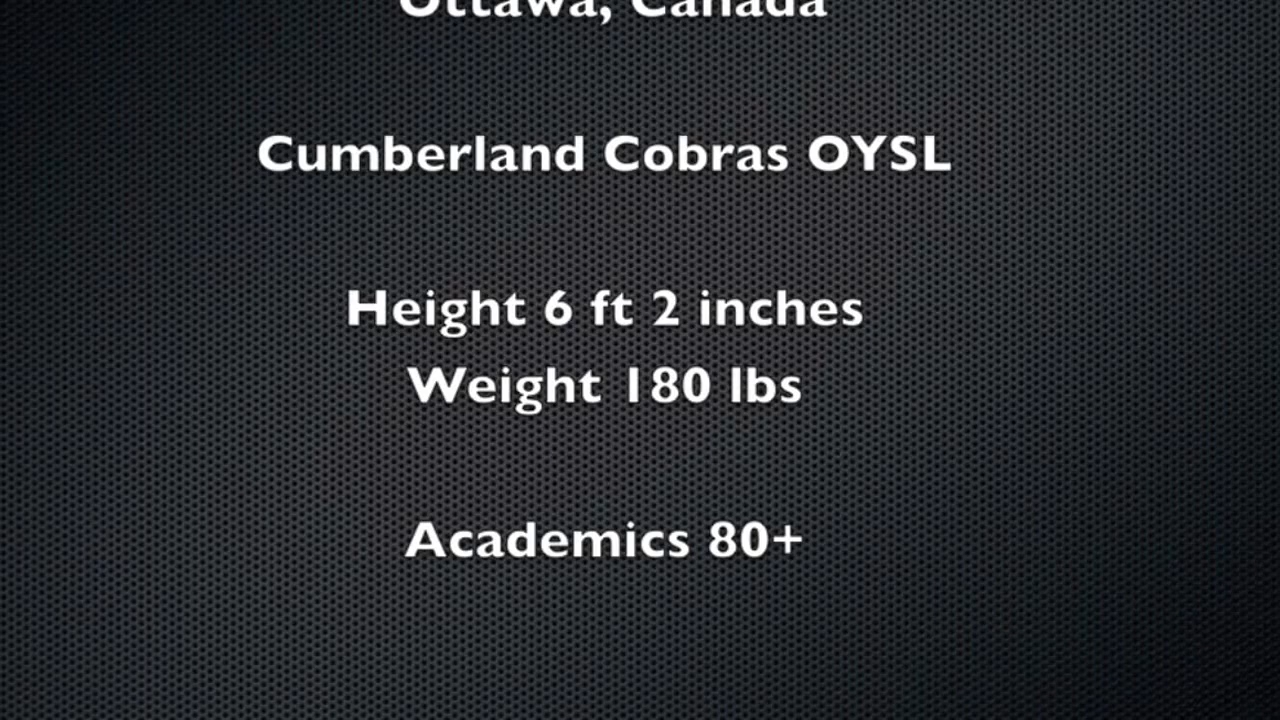 Ottawa, Canada
Cumberland Cobras OYSL
Height 6 ft 2 inches
Weight 180 lbs
Academics 80+